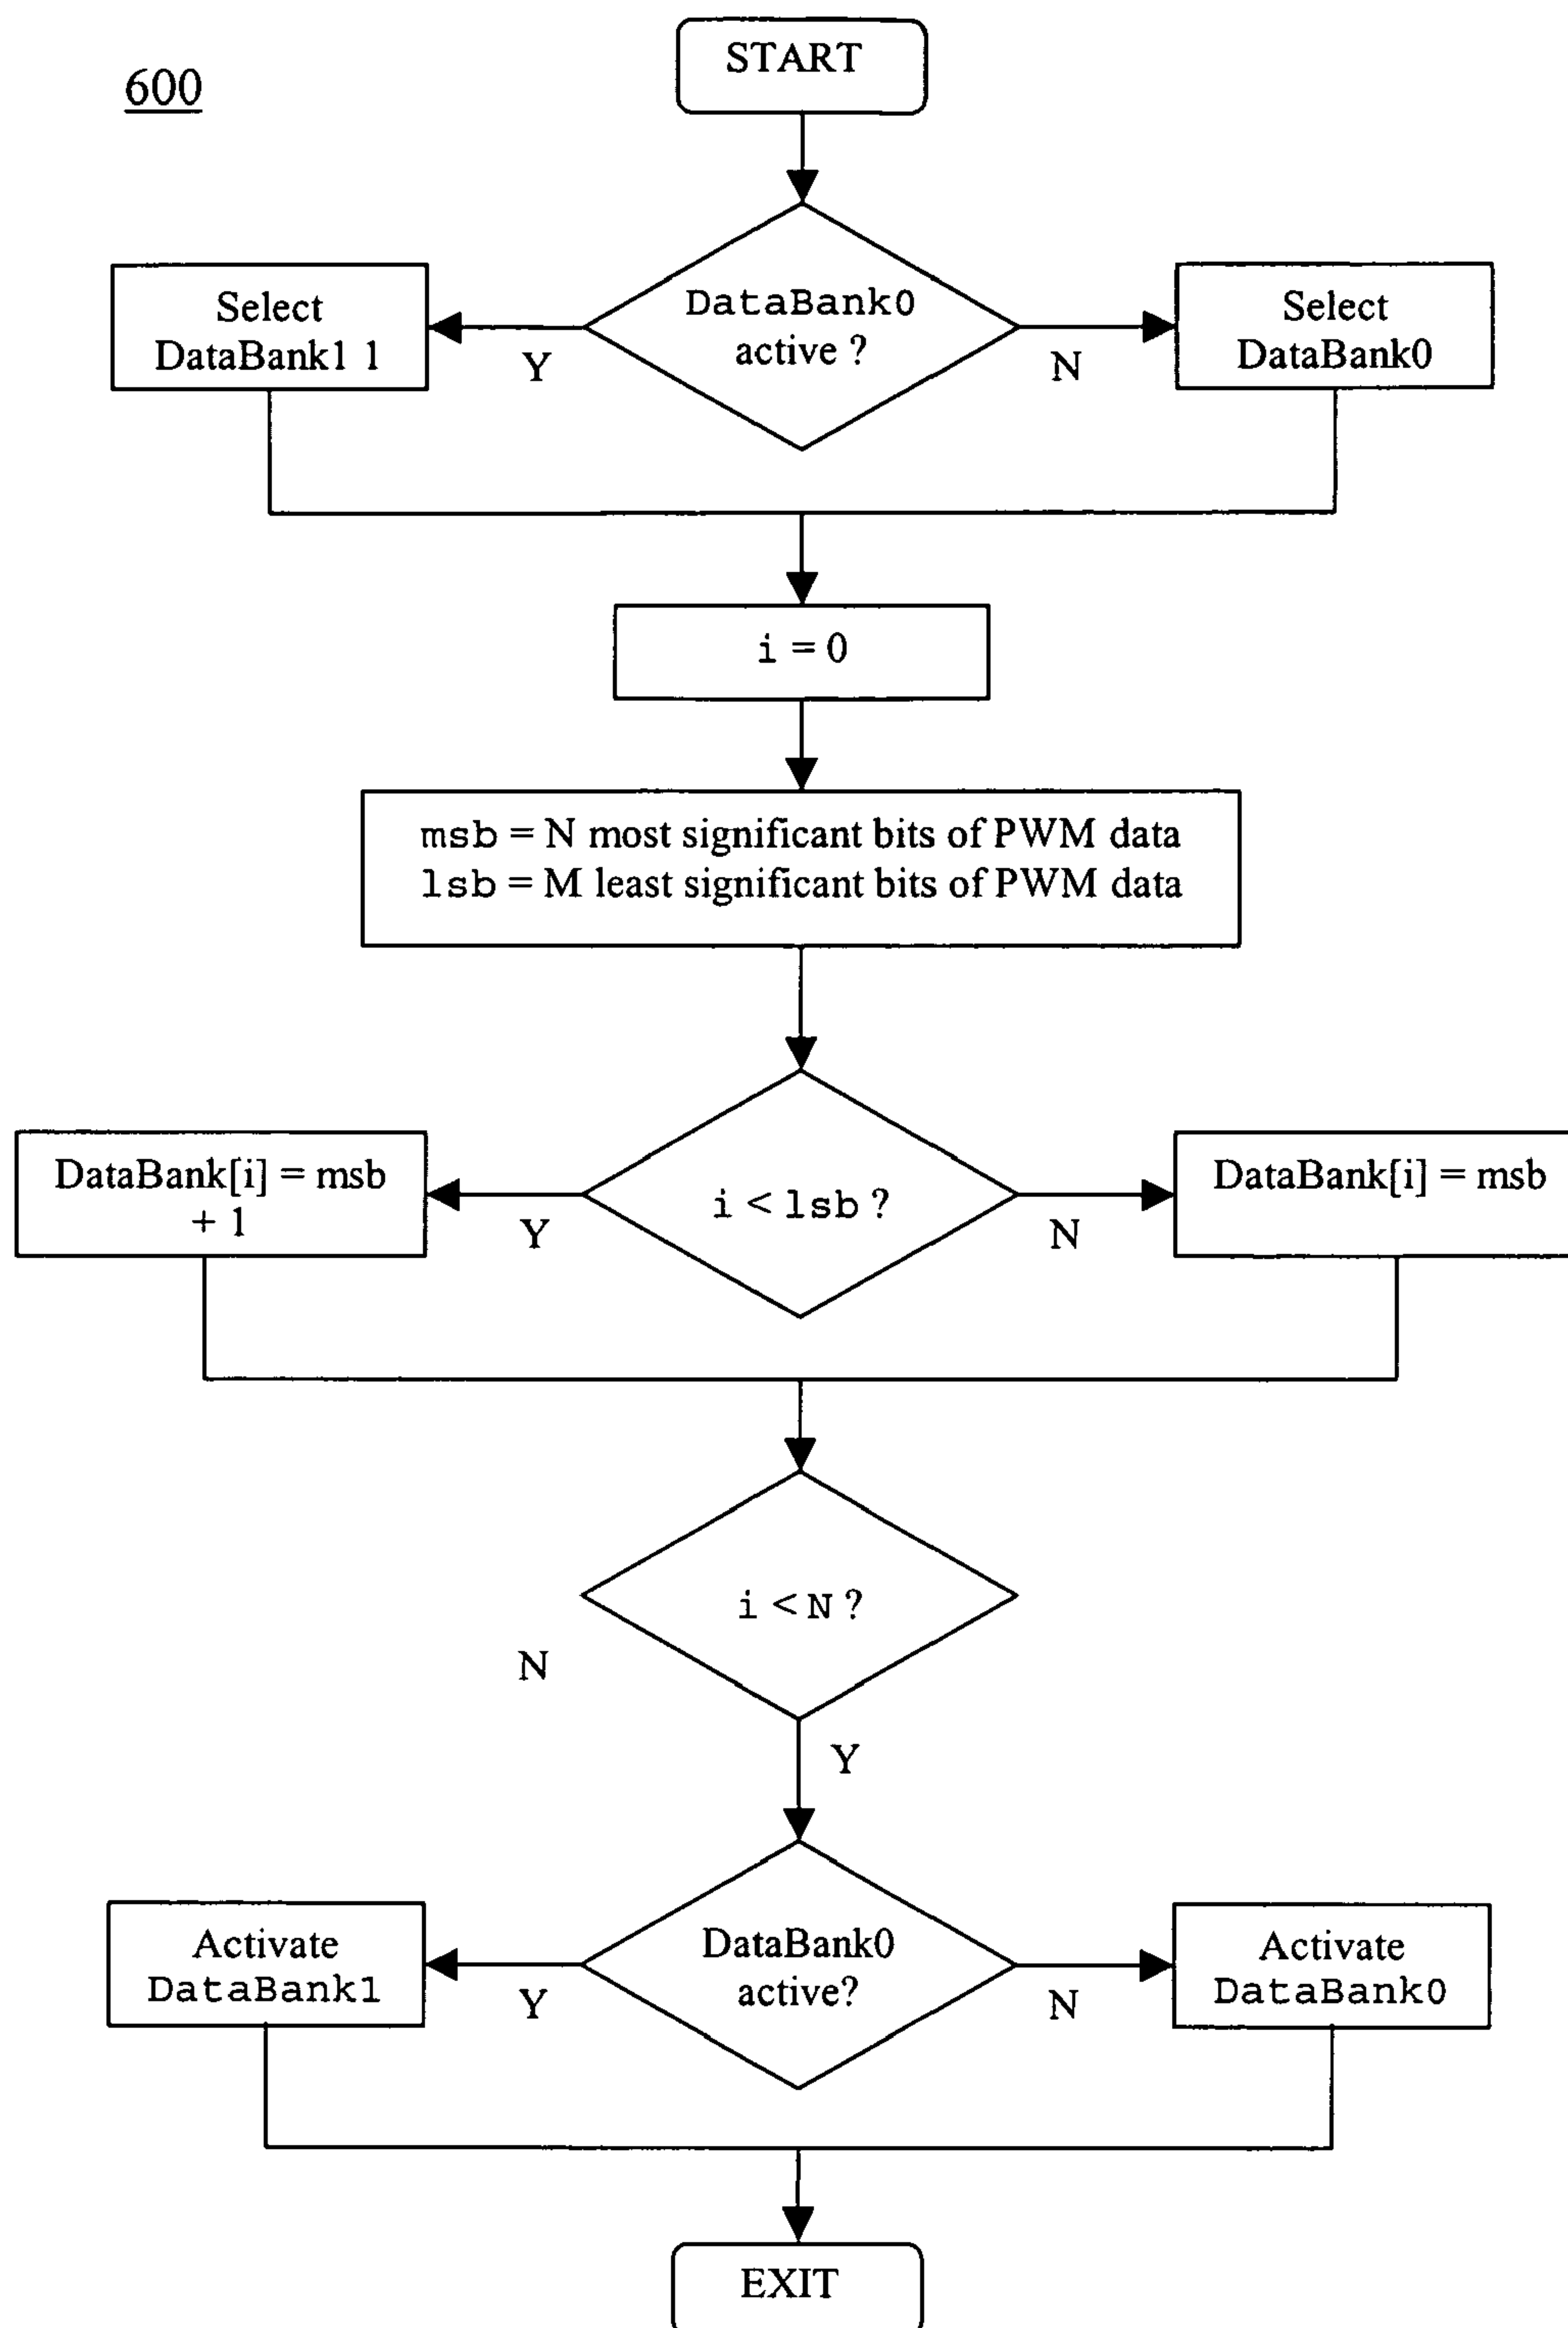 600
START
DataBank0
active ?
Y
N
Select
DataBank1 1
Select
DataBank0
i = 0
msb = N most significant bits of PWM data
lsb = M least significant bits of PWM data
i < lsb ?
Y
N
DataBank[i] = msb
+ 1
DataBank[i] = msb
i < N ?
N
Y
DataBank0
active?
Y
N
Activate
DataBank1
Activate
DataBank0
EXIT